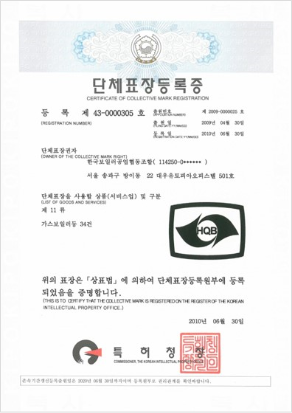 단체표장등록증
CERTIFICATE OF COLLECTIVE MARK REGISTRATION
등 록 제 43-0000305 호
(REGISTRATION NUMBER)
출원번호 제 2009-0000305 호
출 원 일 2009년 04월 30일
등 록 일 2010년 06월 30일
단체표장권자
(OWNER OF THE COLLECTIVE MARK RIGHT)
한국보일러공업협동조합 ( 114250-0****** )
서울 송파구 방이동 22 대우유토피아오피스텔 501호
단체표장을 사용할 상품(서비스업) 및 구분
(LIST OF GOODS AND SERVICES)
제 11 류
가스보일러등 34건
HQB
위의 표장은 「상표법」에 의하여 단체표장등록원부에 등록
되었음을 증명합니다.
(THIS IS TO CERTIFY THAT THE COLLECTIVE MARK IS REGISTERED ON THE REGISTER OF THE KOREAN
INTELLECTUAL PROPERTY OFFICE.)
2010년 06월 30일
특 허 청 장
COMMISSIONER, THE KOREAN INTELLECTUAL PROPERTY OFFICE